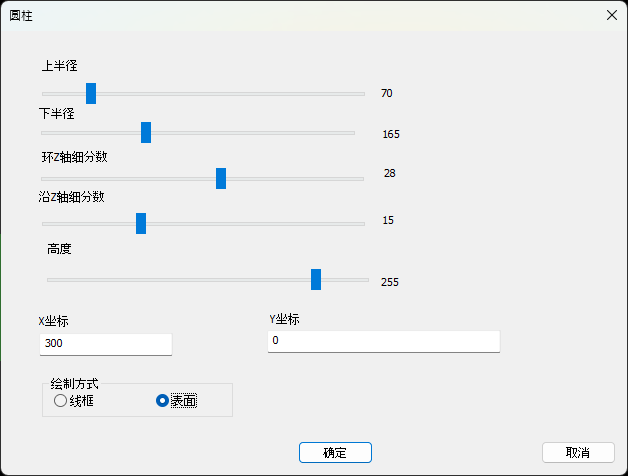 圆柱
上半径
70
下半径
165
环Z轴细分数
28
沿Z轴细分数
15
高度
255
X坐标
Y坐标
300
0
绘制方式
线框
表面
确定
取消